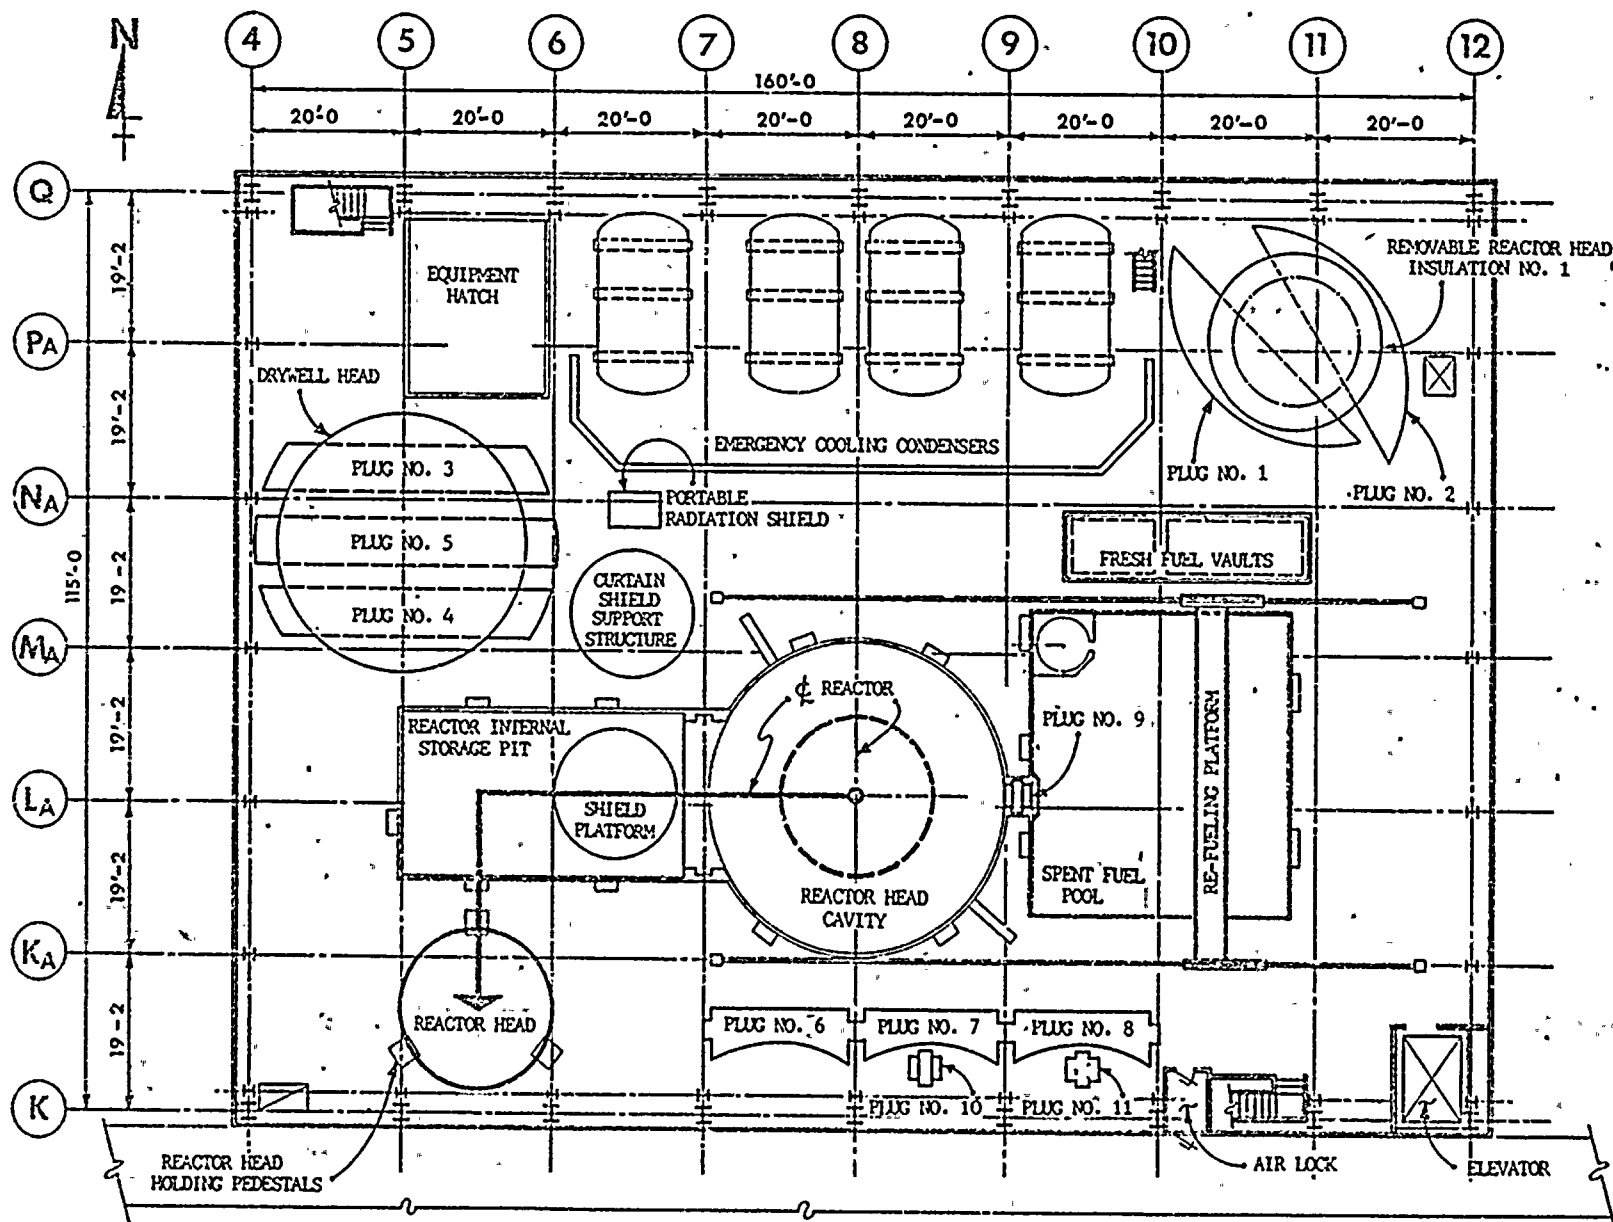 N
4 5 6 7 8 9 10 11 12
160'-0
20'-0 20'-0 20'-0 20'-0 20'-0 20'-0 20'-0 20'-0
Q
19'-2
PA
19'-2
NA
115'-0
19-2
MA
19'-2
LA
19'-2
KA
19-2
K
EQUIPMENT
HATCH
REMOVABLE REACTOR HEAD
INSULATION NO. 1
DRYWELL HEAD
EMERGENCY COOLING CONDENSERS
PLUG NO. 3
PLUG NO. 1
PLUG NO. 2
PORTABLE
RADIATION SHIELD
PLUG NO. 5
FRESH FUEL VAULTS
CURTAIN
SHIELD
SUPPORT
STRUCTURE
PLUG NO. 4
℄ REACTOR
PLUG NO. 9
REACTOR INTERNAL
STORAGE PIT
RE-FUELING PLATFORM
SHIELD
PLATFORM
SPENT FUEL
POOL
REACTOR HEAD
CAVITY
REACTOR HEAD
PLUG NO. 6
PLUG NO. 7
PLUG NO. 8
PLUG NO. 10
PLUG NO. 11
REACTOR HEAD
HOLDING PEDESTALS
AIR LOCK
ELEVATOR